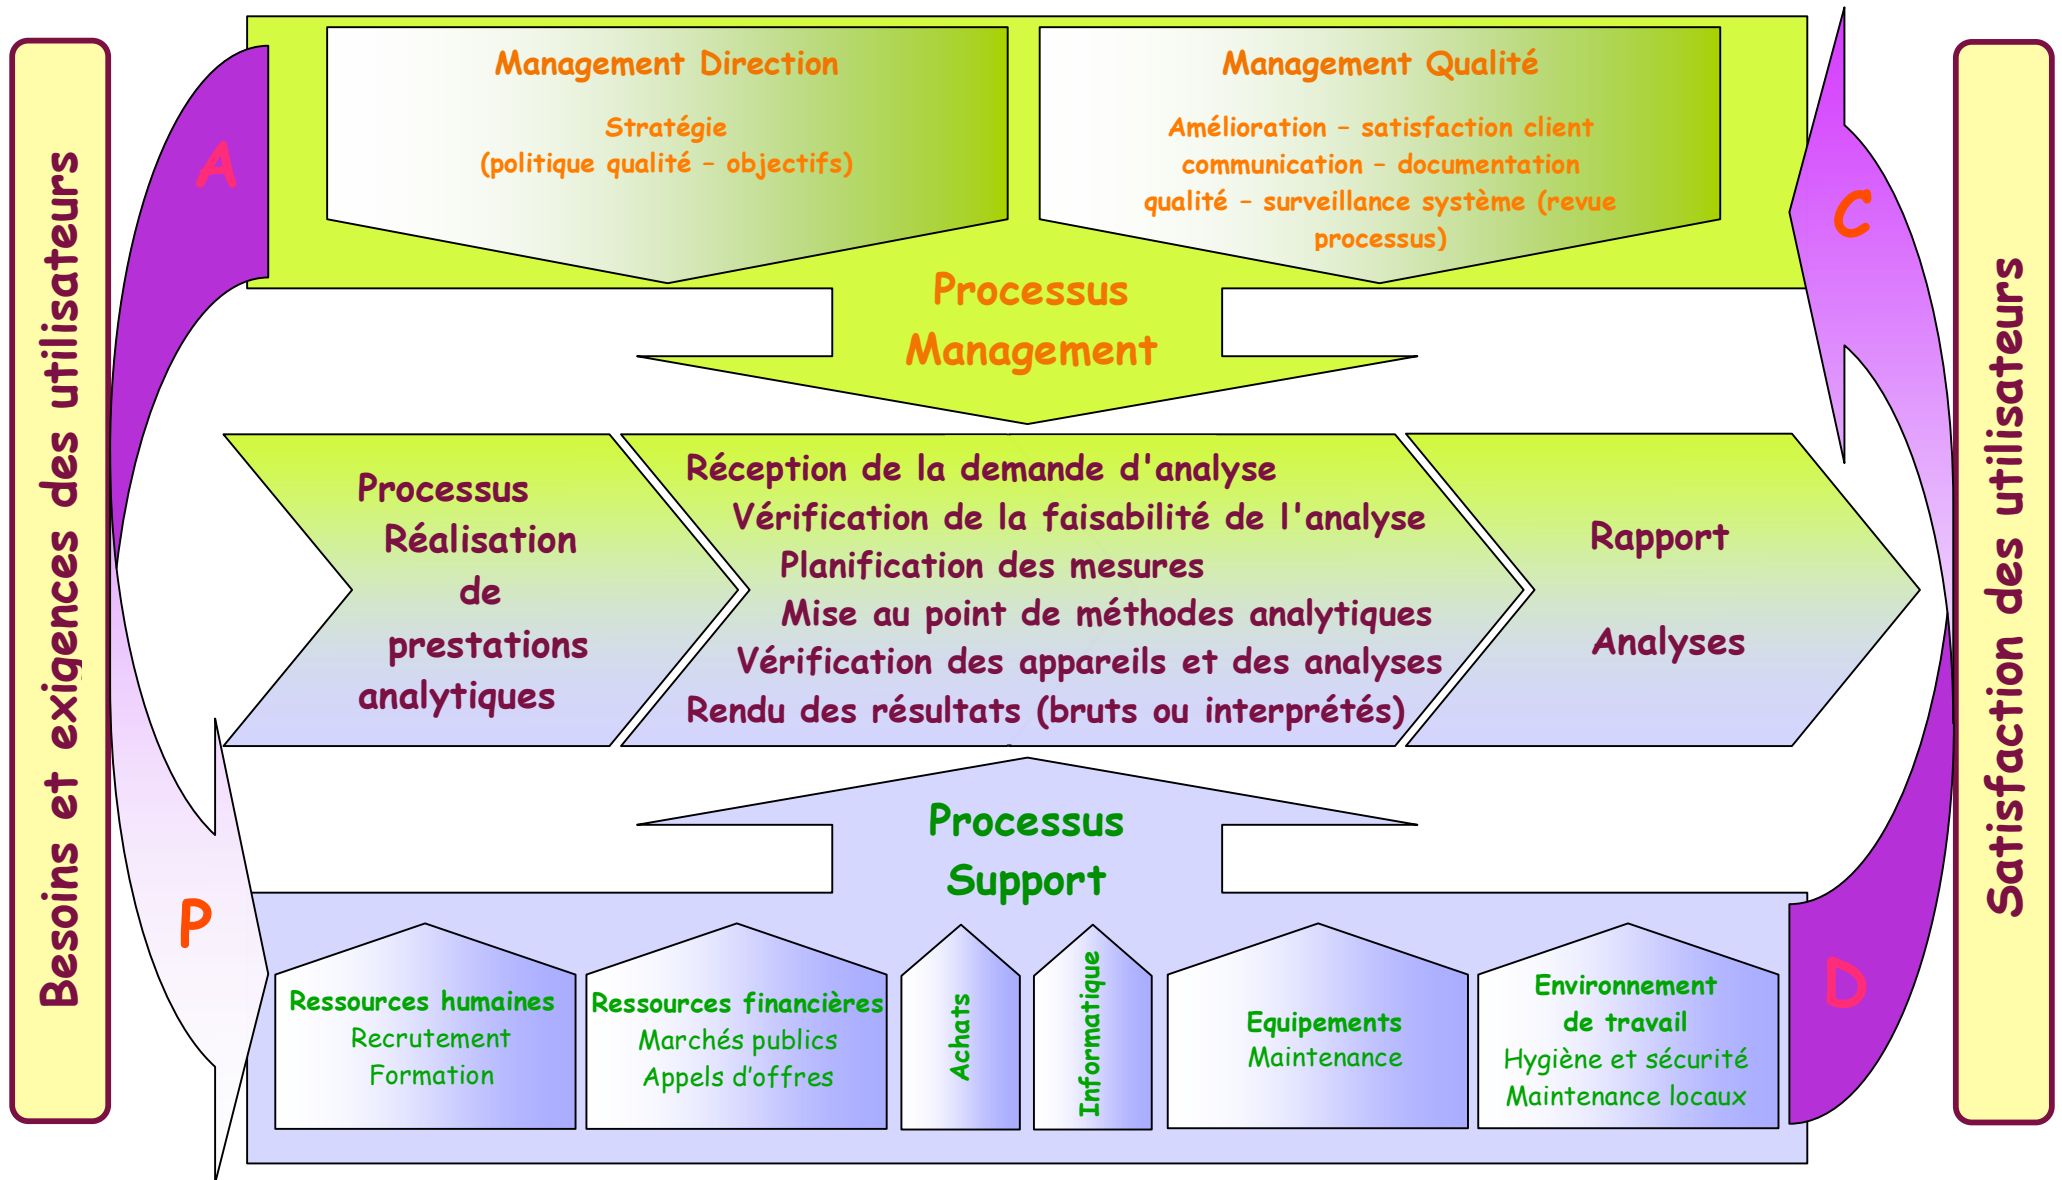 Besoins et exigences des utilisateurs
A
P
Management Direction
Stratégie
(politique qualité – objectifs)
Management Qualité
Amélioration – satisfaction client
communication – documentation
qualité – surveillance système (revue
processus)
Processus
Management
Processus
Réalisation
de
prestations
analytiques
Réception de la demande d'analyse
Vérification de la faisabilité de l'analyse
Planification des mesures
Mise au point de méthodes analytiques
Vérification des appareils et des analyses
Rendu des résultats (bruts ou interprétés)
Rapport
Analyses
Processus
Support
Ressources humaines
Recrutement
Formation
Ressources financières
Marchés publics
Appels d’offres
Achats
Informatique
Equipements
Maintenance
Environnement
de travail
Hygiène et sécurité
Maintenance locaux
C
D
Satisfaction des utilisateurs